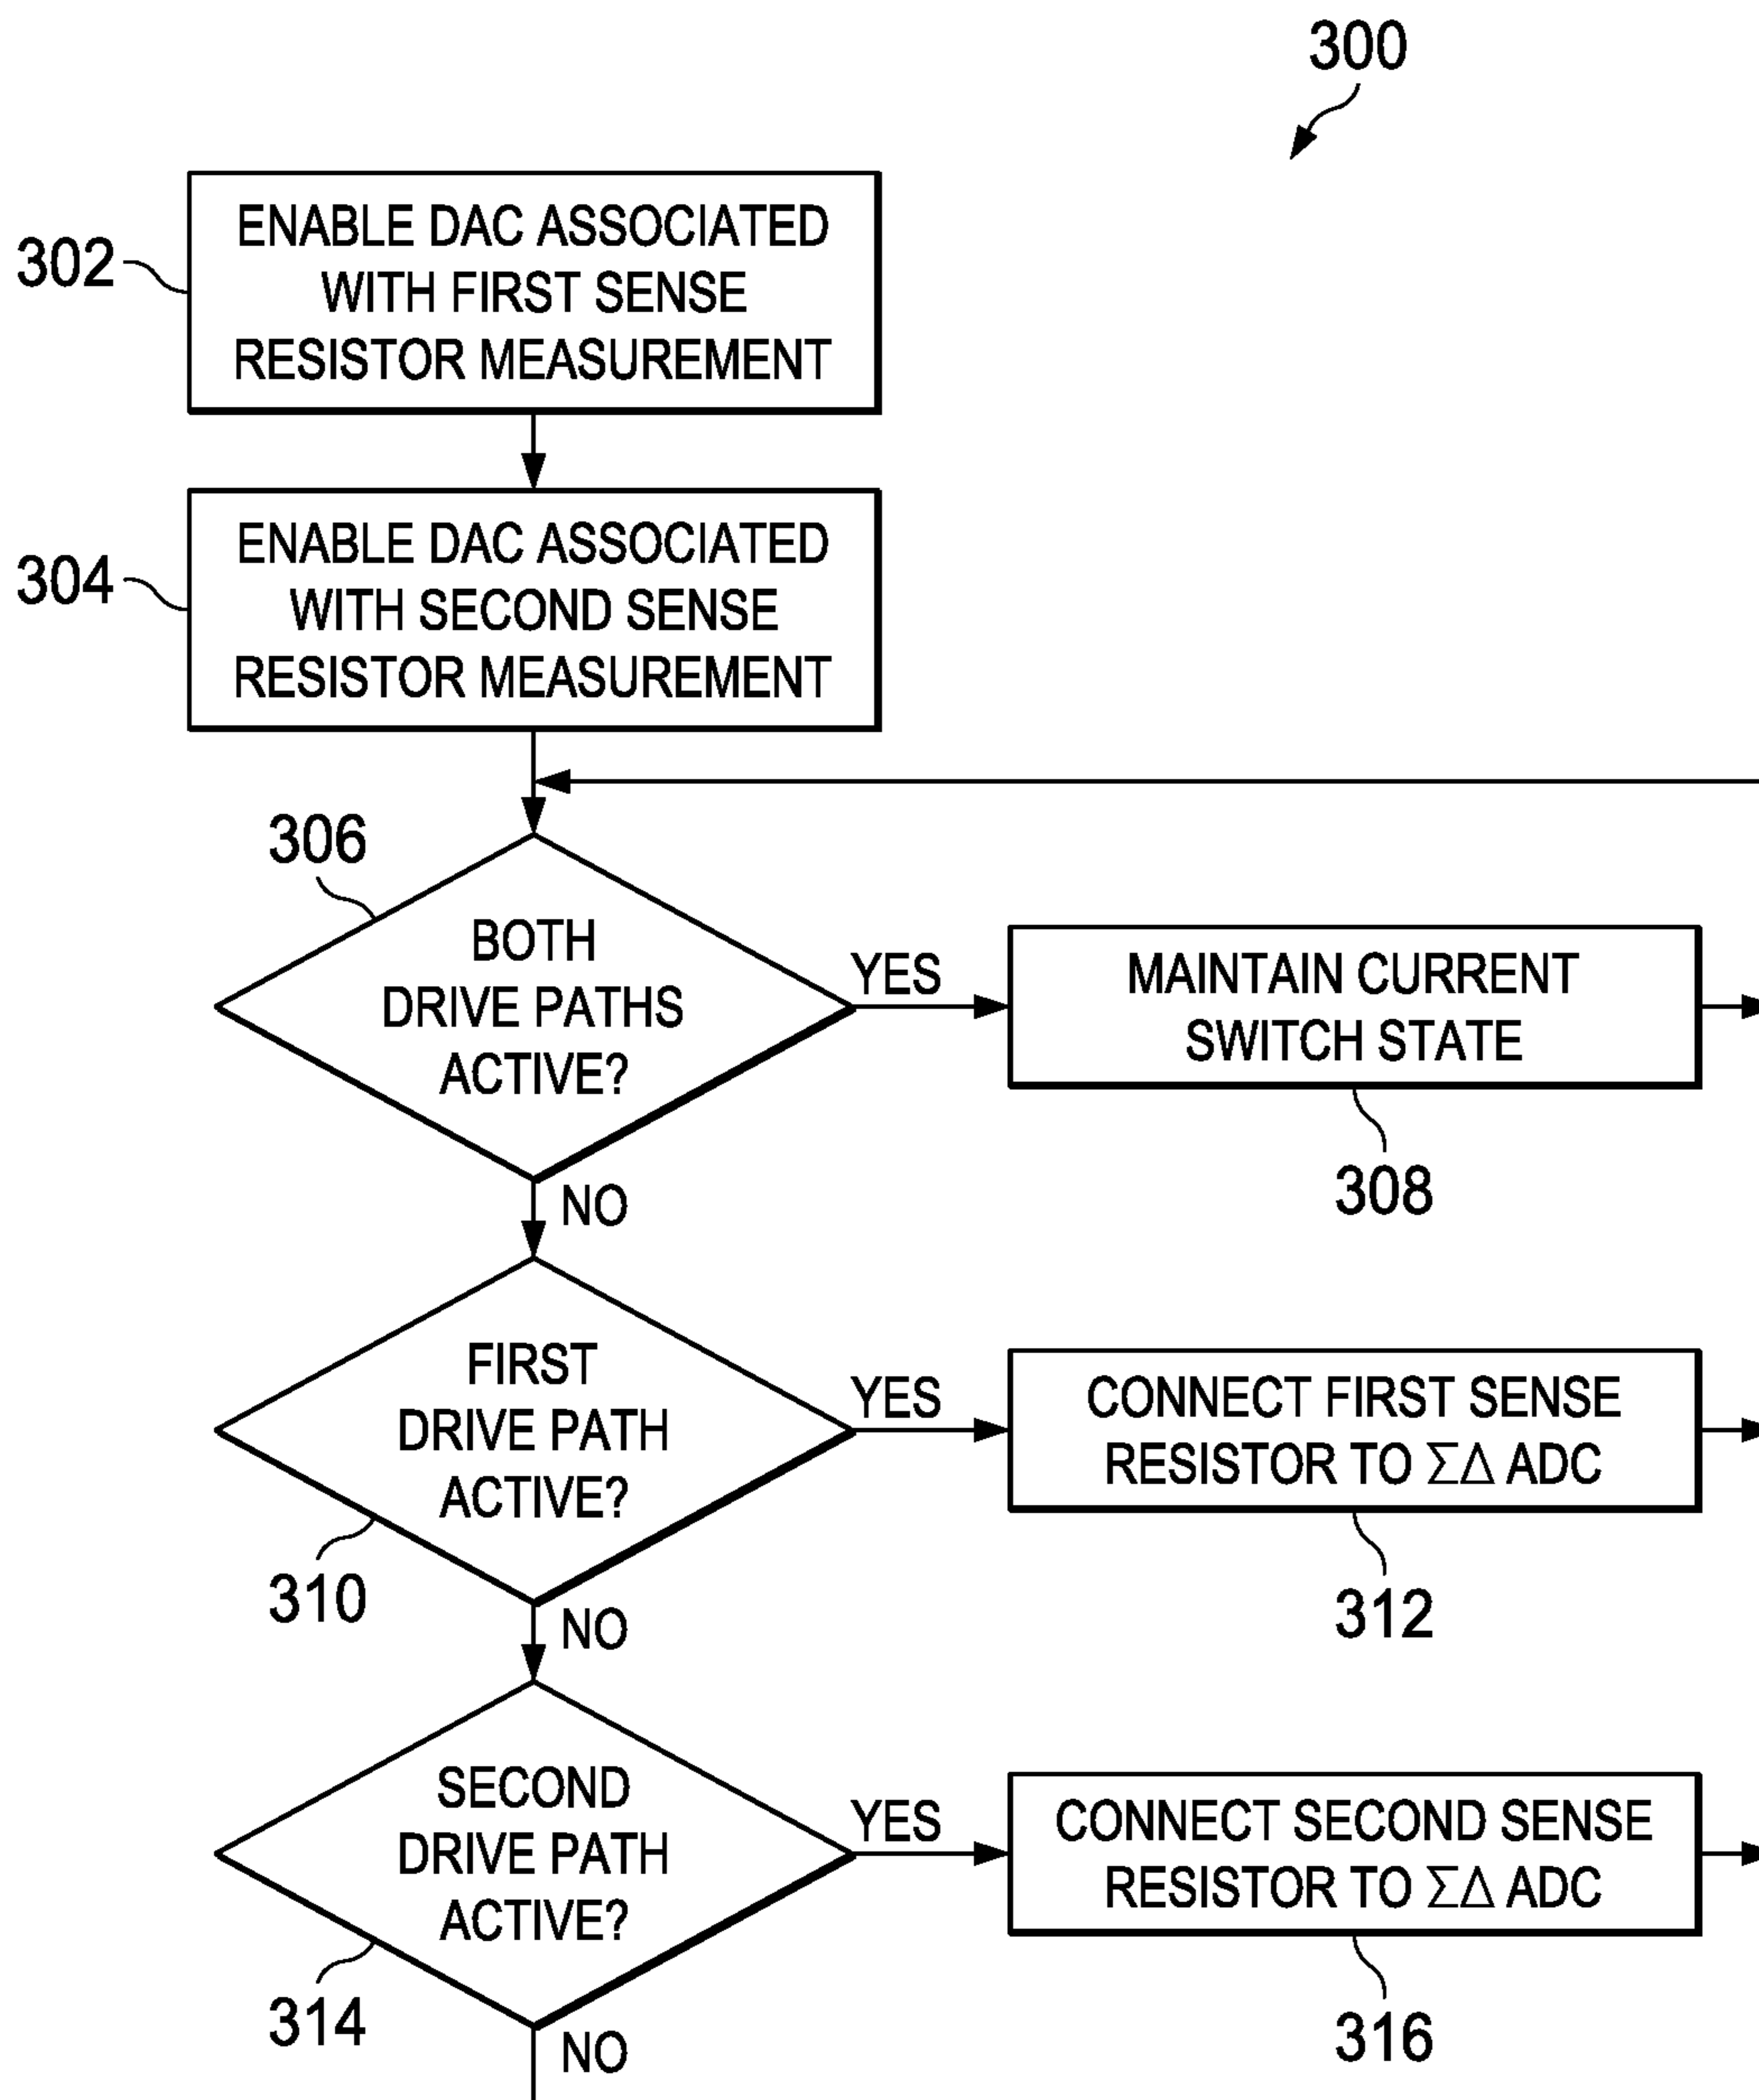 300
302
ENABLE DAC ASSOCIATED
WITH FIRST SENSE
RESISTOR MEASUREMENT
304
ENABLE DAC ASSOCIATED
WITH SECOND SENSE
RESISTOR MEASUREMENT
306
BOTH
DRIVE PATHS
ACTIVE?
YES
MAINTAIN CURRENT
SWITCH STATE
308
NO
FIRST
DRIVE PATH
ACTIVE?
YES
CONNECT FIRST SENSE
RESISTOR TO ΣΔ ADC
310
312
NO
SECOND
DRIVE PATH
ACTIVE?
YES
CONNECT SECOND SENSE
RESISTOR TO ΣΔ ADC
314
316
NO